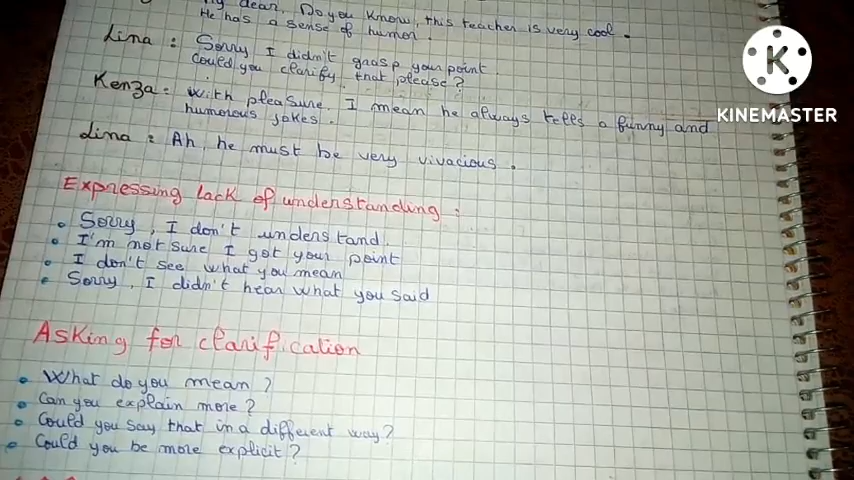 my dear, Do you know, this teacher is very cool.
He has a sense of humor.
Lina : Sorry I didn't gaasp your point.
Could you clarify that please?
Kenza : with pleasure. I mean he always tells a funny and
humorous jokes.
Lina : Ah, he must be very vivacious.
Expressing lack of understanding :
• Sorry, I don't understand.
• I'm not sure I got your point
• I don't see what you mean
• Sorry, I didn't hear what you said
Asking for clarification
• What do you mean ?
• Can you explain more ?
• Could you say that in a different way?
• Could you be more explicit ?
K
KINEMASTER